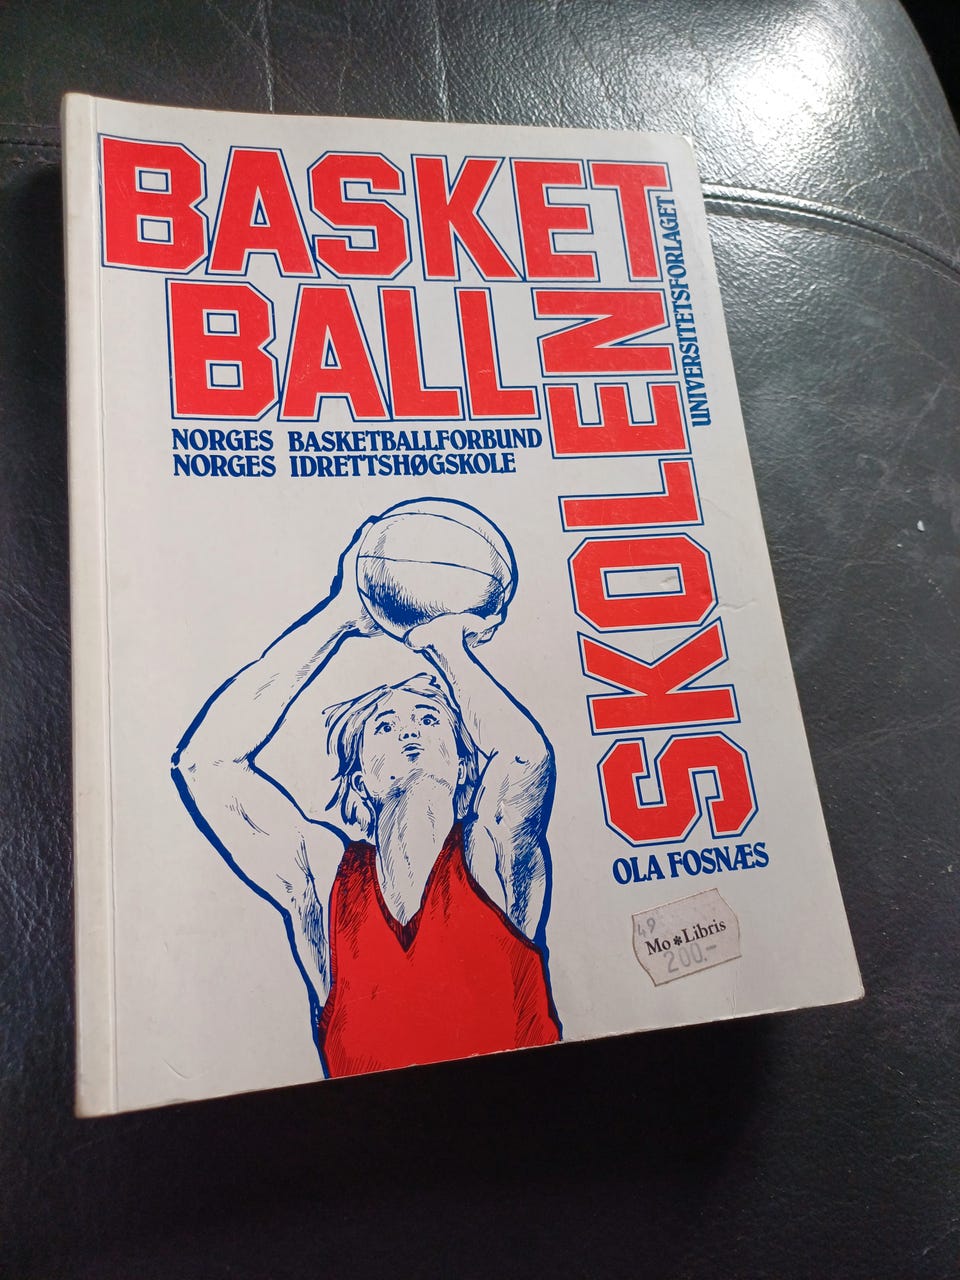 BASKET
BALL
SKOLEN
UNIVERSITETSFORLAGET
NORGES BASKETBALLFORBUND
NORGES IDRETTSHØGSKOLE
OLA FOSNÆS
49
Mo*Libris
200.-